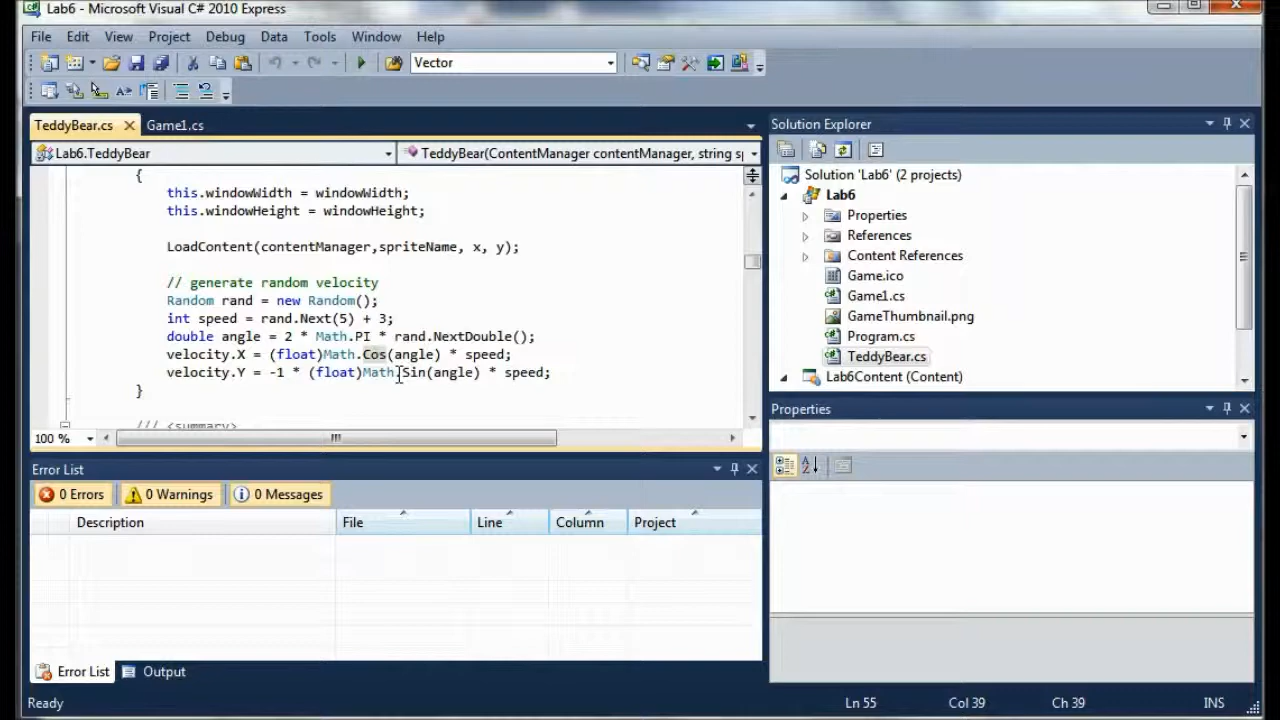 Lab6 - Microsoft Visual C# 2010 Express
File Edit View Project Debug Data Tools Window Help
Vector
TeddyBear.cs Game1.cs
Lab6.TeddyBear TeddyBear(ContentManager contentManager, string s
{
this.windowWidth = windowWidth;
this.windowHeight = windowHeight;
LoadContent(contentManager,spriteName, x, y);
// generate random velocity
Random rand = new Random();
int speed = rand.Next(5) + 3;
double angle = 2 * Math.PI * rand.NextDouble();
velocity.X = (float)Math.Cos(angle) * speed;
velocity.Y = -1 * (float)Math.Sin(angle) * speed;
}
/// <summary>
100 %
Solution Explorer
Solution 'Lab6' (2 projects)
Lab6
Properties
References
Content References
Game.ico
Game1.cs
GameThumbnail.png
Program.cs
TeddyBear.cs
Lab6Content (Content)
Properties
Error List
0 Errors 0 Warnings 0 Messages
Description File Line Column Project
Error List Output
Ready Ln 55 Col 39 Ch 39 INS